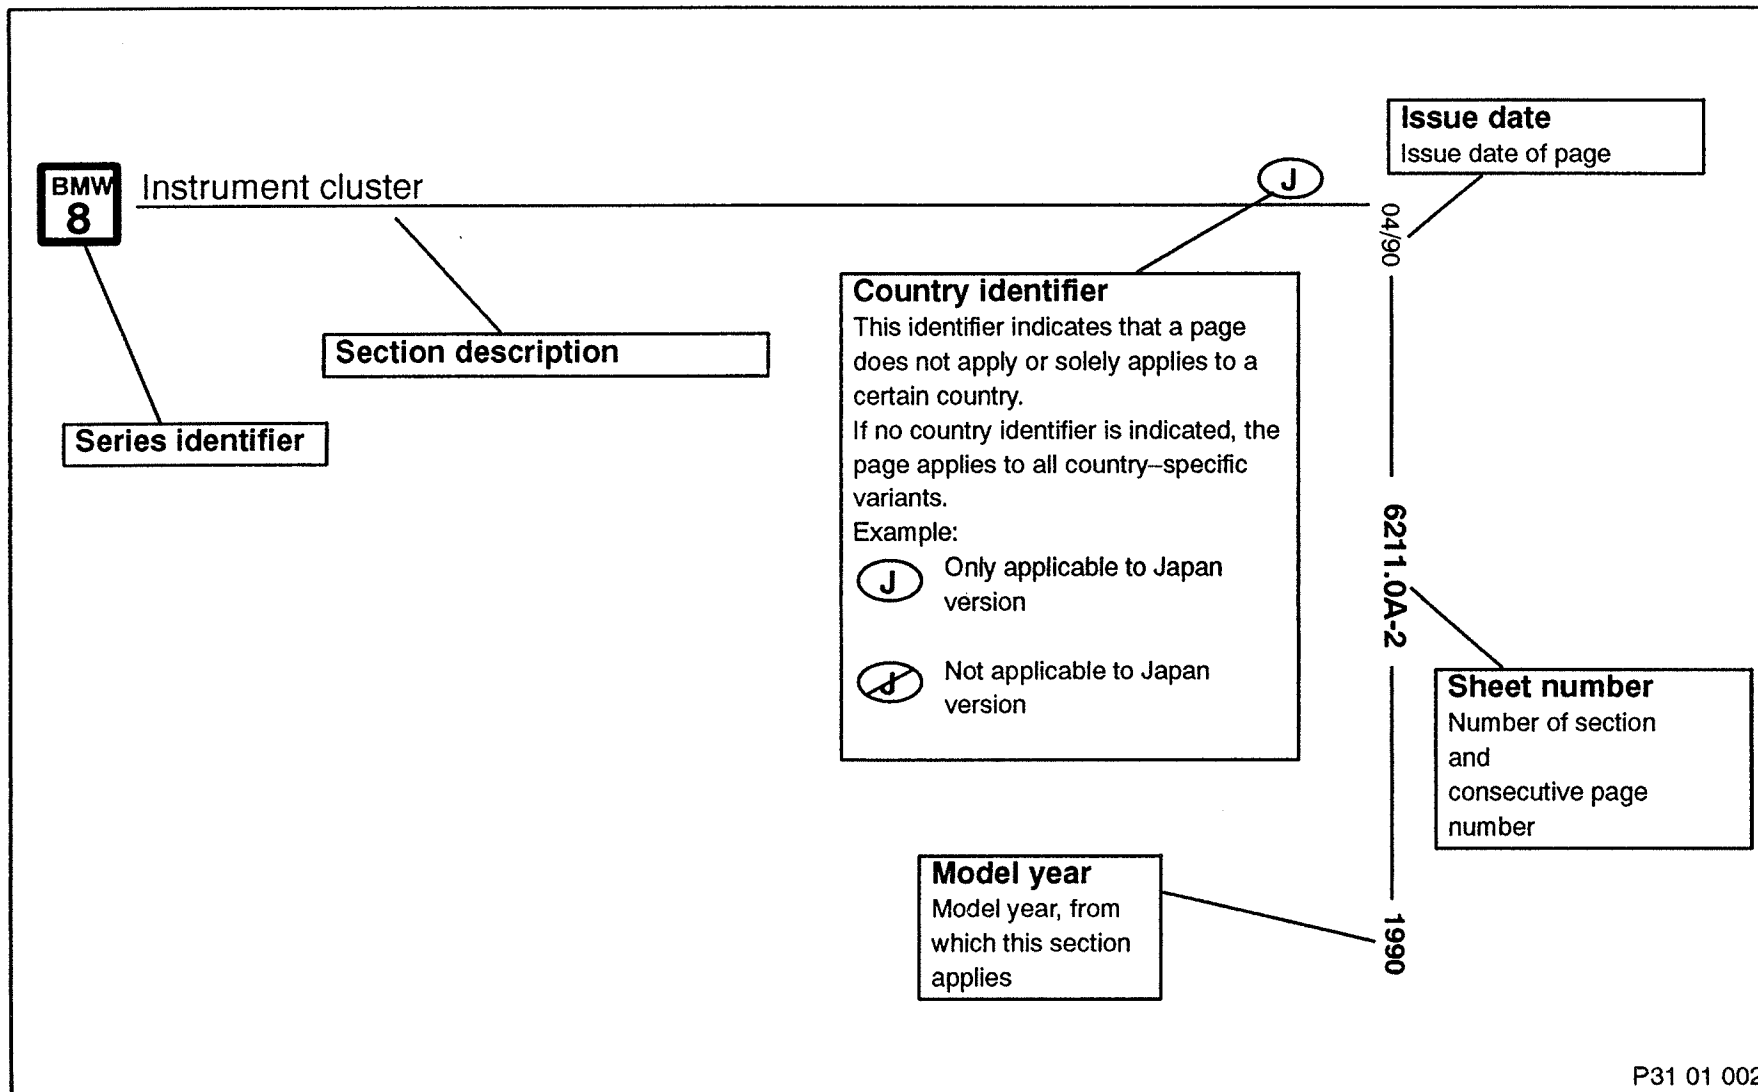 Issue date
Issue date of page
BMW
8
Instrument cluster
J
04/90
Country identifier
This identifier indicates that a page
does not apply or solely applies to a
certain country.
If no country identifier is indicated, the
page applies to all country–specific
variants.
Example:
J Only applicable to Japan
version
J Not applicable to Japan
version
Section description
Series identifier
6211.0A-2
Sheet number
Number of section
and
consecutive page
number
Model year
Model year, from
which this section
applies
1990
P31 01 002